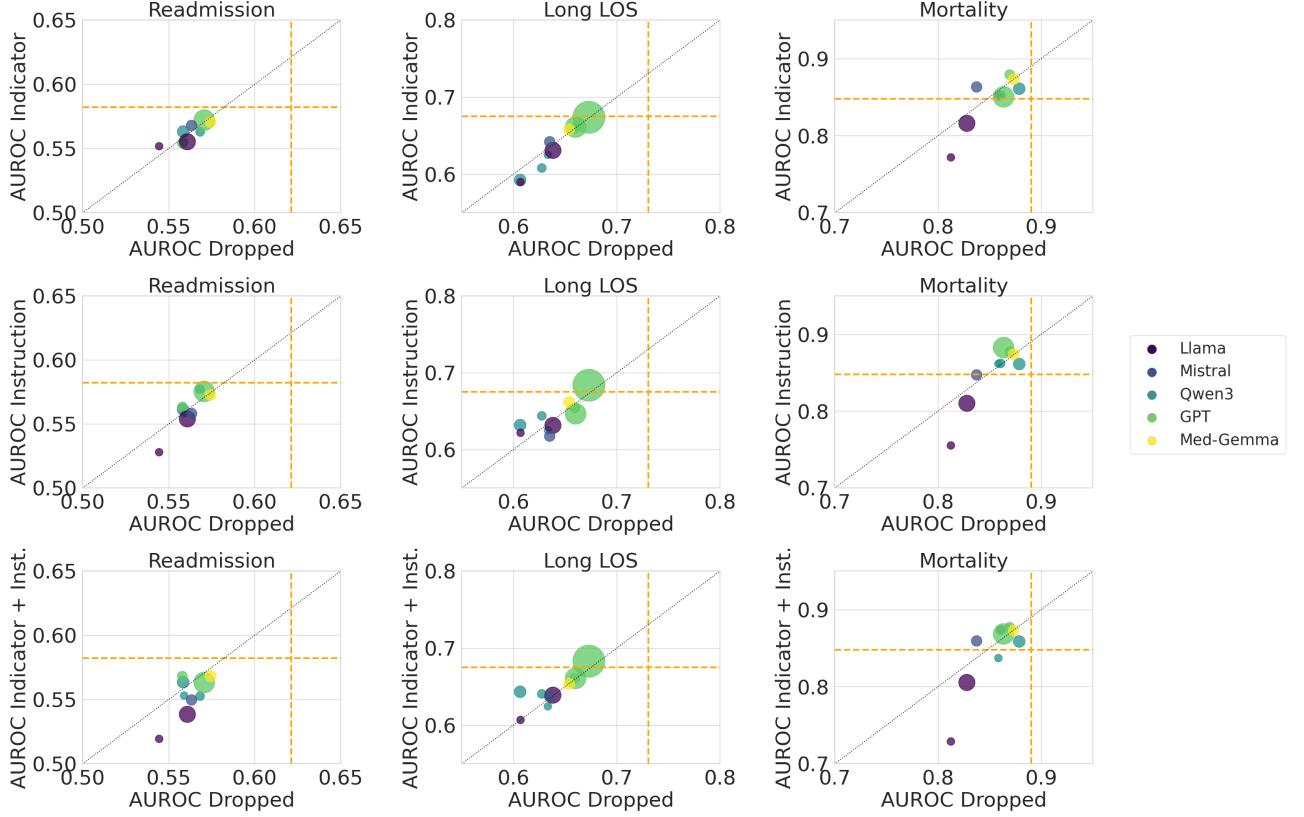 Readmission
Long LOS
Mortality
AUROC Indicator
0.65
0.60
0.55
0.50
0.50
0.55
0.60
0.65
AUROC Dropped
AUROC Indicator
0.8
0.7
0.6
0.6
0.7
0.8
AUROC Dropped
AUROC Indicator
0.9
0.8
0.7
0.7
0.8
0.9
AUROC Dropped
Readmission
Long LOS
Mortality
AUROC Instruction
0.65
0.60
0.55
0.50
0.50
0.55
0.60
0.65
AUROC Dropped
AUROC Instruction
0.8
0.7
0.6
0.6
0.7
0.8
AUROC Dropped
AUROC Instruction
0.9
0.8
0.7
0.7
0.8
0.9
AUROC Dropped
Llama
Mistral
Qwen3
GPT
Med-Gemma
Readmission
Long LOS
Mortality
AUROC Indicator + Inst.
0.65
0.60
0.55
0.50
0.50
0.55
0.60
0.65
AUROC Dropped
AUROC Indicator + Inst.
0.8
0.7
0.6
0.6
0.7
0.8
AUROC Dropped
AUROC Indicator + Inst.
0.9
0.8
0.7
0.7
0.8
0.9
AUROC Dropped